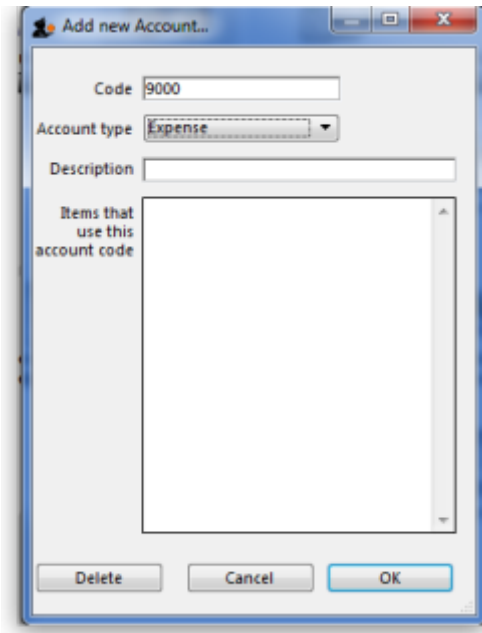 Add new Account...
Code 9000
Account type Expense
Description
Items that
use this
account code
Delete Cancel OK